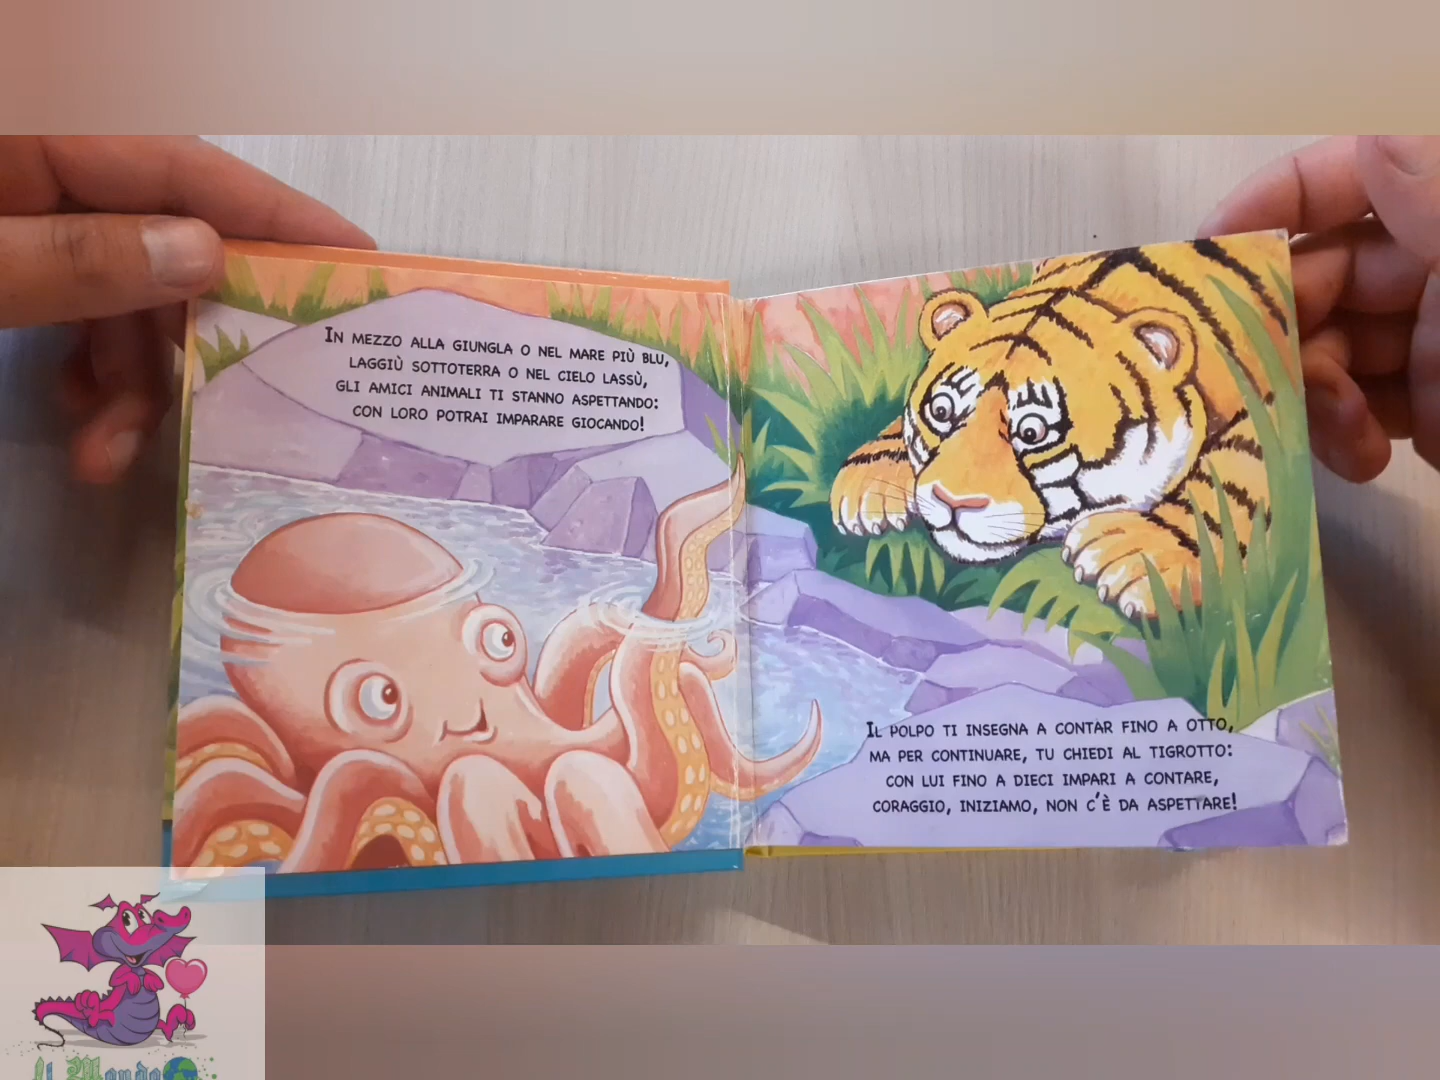 In mezzo alla giungla o nel mare più blu,
laggiù sottoterra o nel cielo lassù,
gli amici animali ti stanno aspettando:
con loro potrai imparare giocando!
Il polpo ti insegna a contar fino a otto,
ma per continuare, tu chiedi al tigrotto:
con lui fino a dieci impari a contare,
coraggio, iniziamo, non c'è da aspettare!
Il Mondo